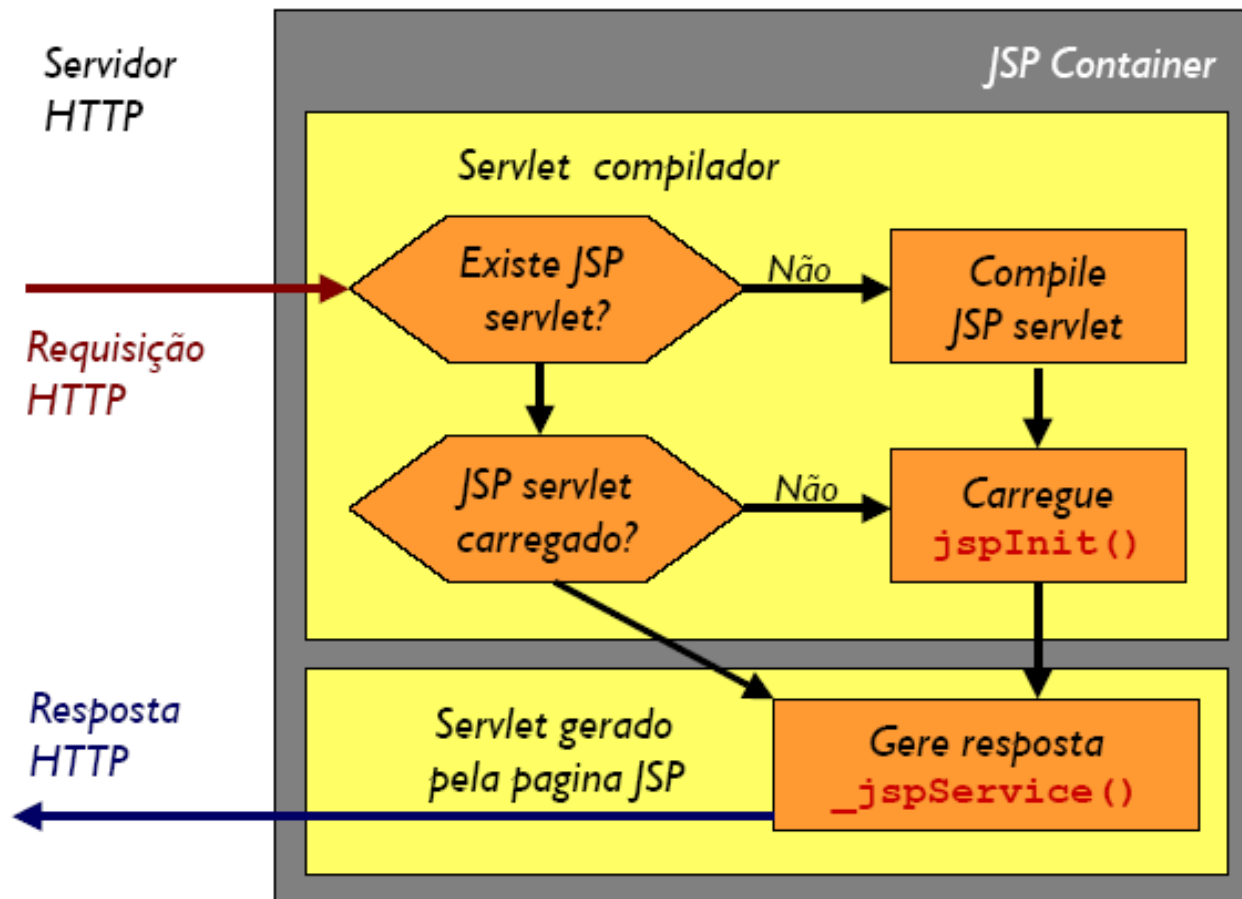 Servidor
HTTP
JSP Container
Servlet compilador
Existe JSP
servlet?
Não
Compile
JSP servlet
Requisição
HTTP
JSP servlet
carregado?
Não
Carregue
jspInit()
Resposta
HTTP
Servlet gerado
pela pagina JSP
Gere resposta
_jspService()